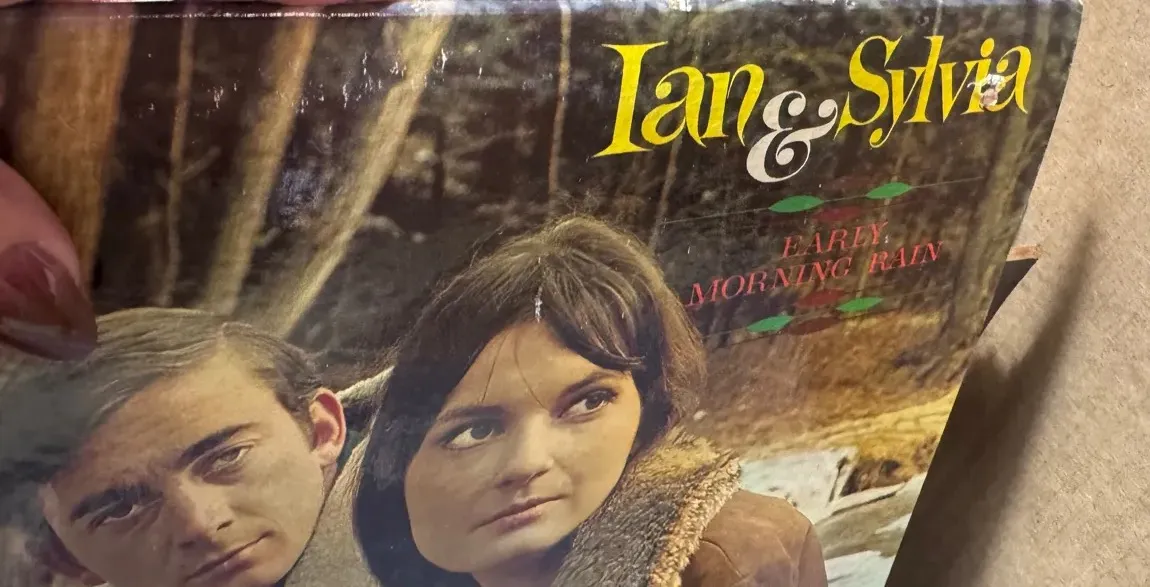 Ian & Sylvia
EARLY
MORNING RAIN